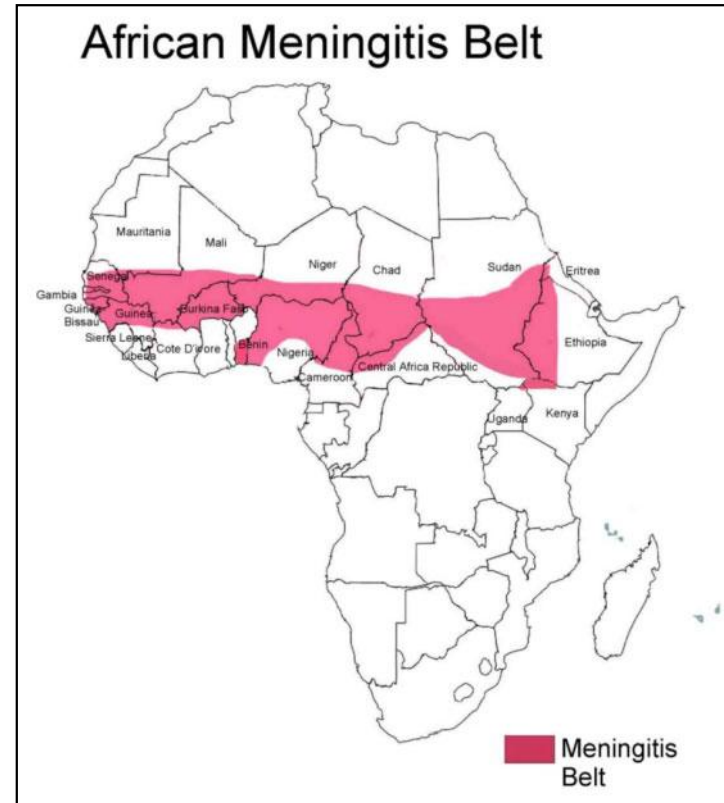 African Meningitis Belt
Mauritania
Mali
Niger
Chad
Sudan
Eritrea
Senegal
Gambia
Guinea
Bissau
Guinea
Burkina Faso
Sierra Leone
Liberia
Cote D'ivore
Benin
Nigeria
Cameroon
Central Africa Republic
Ethiopia
Uganda
Kenya
Meningitis
Belt